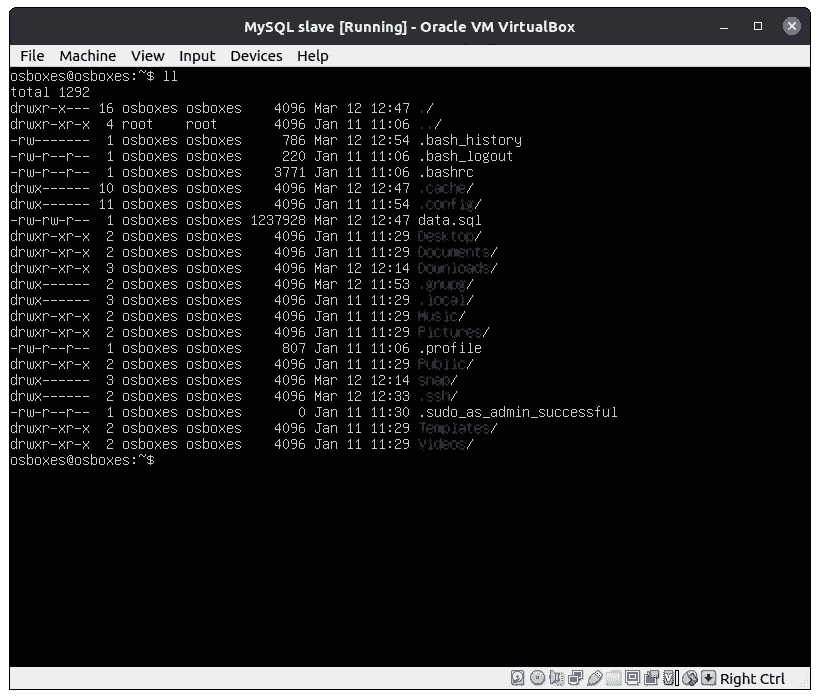 MySQL slave [Running] - Oracle VM VirtualBox
File Machine View Input Devices Help
osboxes@osboxes:~$ ll
total 1292
drwxr-x--- 16 osboxes osboxes    4096 Mar 12 12:47 ./
drwxr-xr-x  4 root    root       4096 Jan 11 11:06 ../
-rw-------  1 osboxes osboxes     786 Mar 12 12:54 .bash_history
-rw-r--r--  1 osboxes osboxes     220 Jan 11 11:06 .bash_logout
-rw-r--r--  1 osboxes osboxes    3771 Jan 11 11:06 .bashrc
drwx------ 10 osboxes osboxes    4096 Mar 12 12:47 .cache/
drwx------ 11 osboxes osboxes    4096 Jan 11 11:54 .config/
-rw-rw-r--  1 osboxes osboxes 1237928 Mar 12 12:47 data.sql
drwxr-xr-x  2 osboxes osboxes    4096 Jan 11 11:29 Desktop/
drwxr-xr-x  2 osboxes osboxes    4096 Jan 11 11:29 Documents/
drwxr-xr-x  3 osboxes osboxes    4096 Mar 12 12:14 Downloads/
drwx------  2 osboxes osboxes    4096 Mar 12 11:53 .gnupg/
drwx------  3 osboxes osboxes    4096 Jan 11 11:29 .local/
drwxr-xr-x  2 osboxes osboxes    4096 Jan 11 11:29 Music/
drwxr-xr-x  2 osboxes osboxes    4096 Jan 11 11:29 Pictures/
-rw-r--r--  1 osboxes osboxes     807 Jan 11 11:06 .profile
drwxr-xr-x  2 osboxes osboxes    4096 Jan 11 11:29 Public/
drwx------  3 osboxes osboxes    4096 Mar 12 12:14 snap/
drwx------  2 osboxes osboxes    4096 Mar 12 12:33 .ssh/
-rw-r--r--  1 osboxes osboxes       0 Jan 11 11:30 .sudo_as_admin_successful
drwxr-xr-x  2 osboxes osboxes    4096 Jan 11 11:29 Templates/
drwxr-xr-x  2 osboxes osboxes    4096 Jan 11 11:29 Videos/
osboxes@osboxes:~$
Right Ctrl